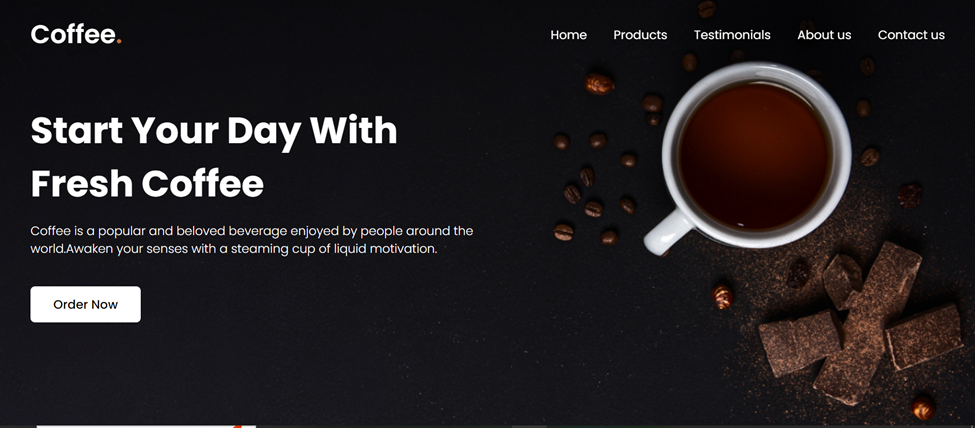 Coffee.
Home Products Testimonials About us Contact us
Start Your Day With
Fresh Coffee
Coffee is a popular and beloved beverage enjoyed by people around the
world.Awaken your senses with a steaming cup of liquid motivation.
Order Now